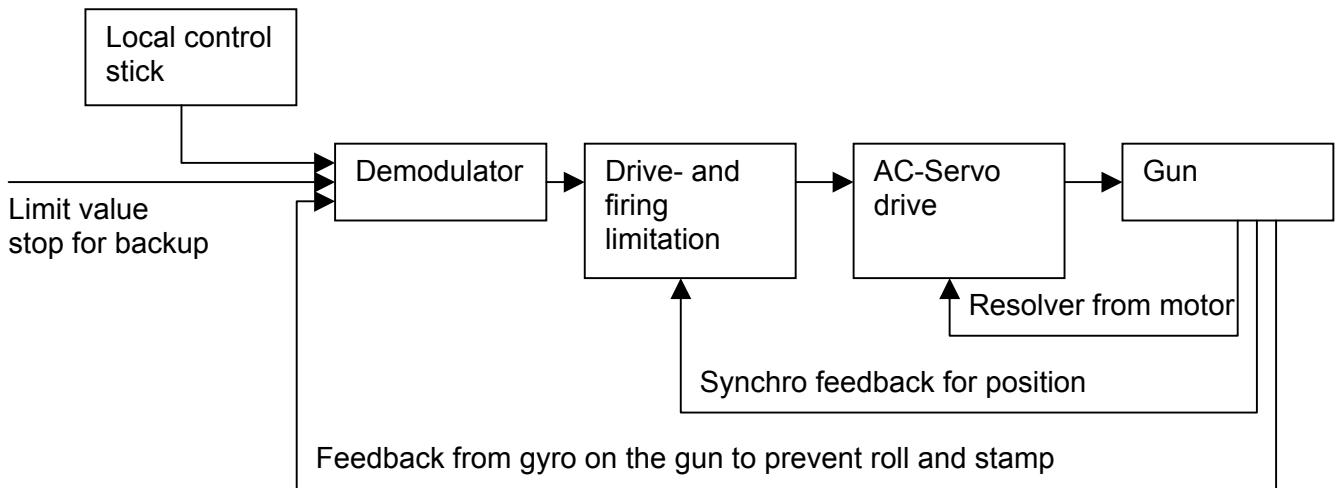 Local control
stick
Demodulator
Drive- and
firing
limitation
AC-Servo
drive
Gun
Limit value
stop for backup
Resolver from motor
Synchro feedback for position
Feedback from gyro on the gun to prevent roll and stamp